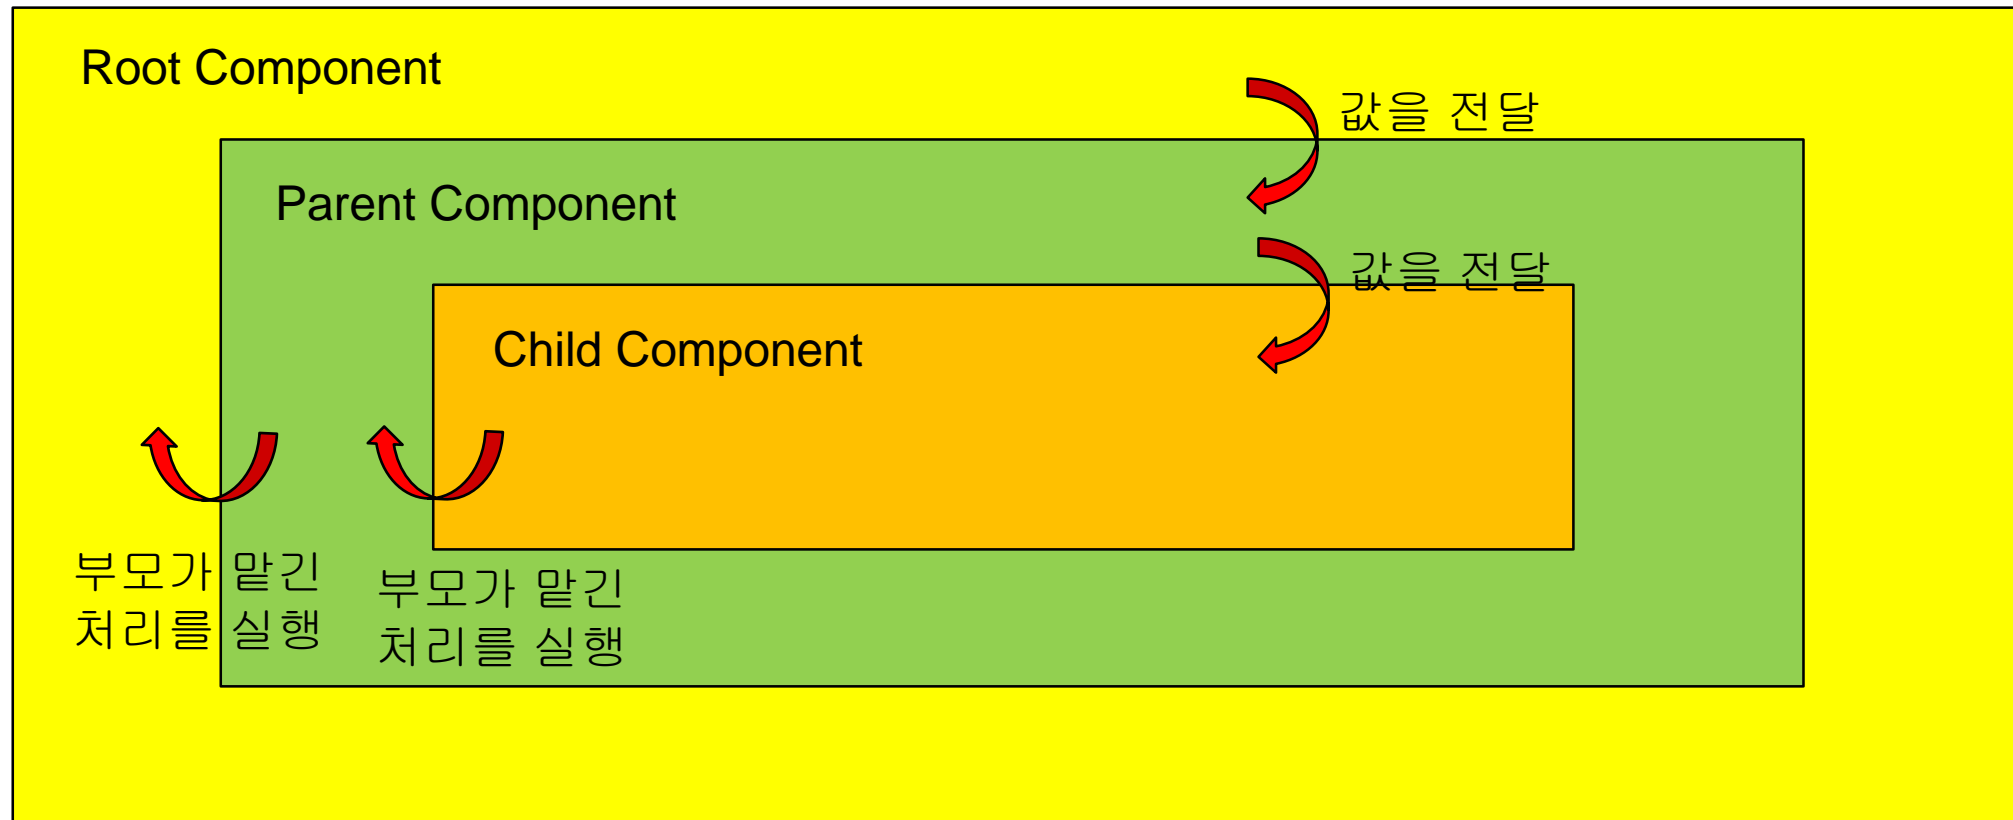 Root Component
값을 전달
Parent Component
값을 전달
Child Component
부모가 맡긴
처리를 실행
부모가 맡긴
처리를 실행